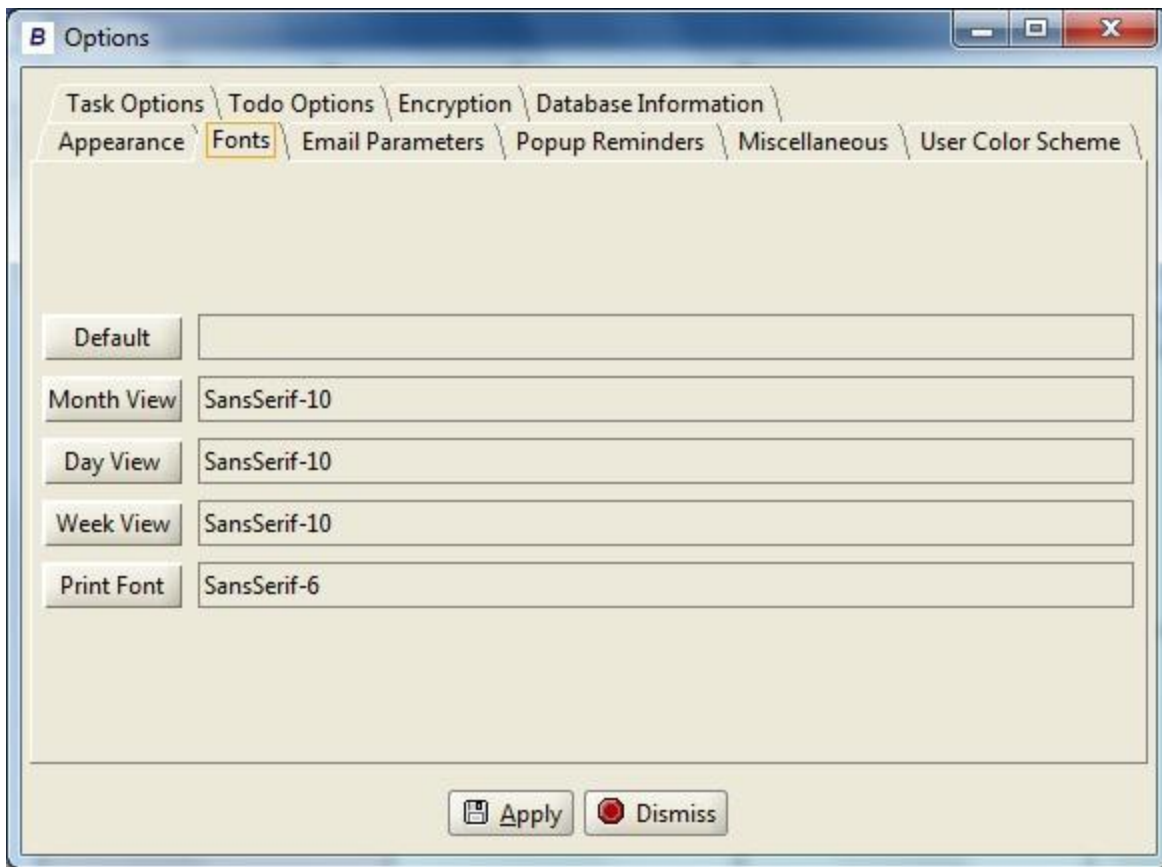 B Options
Task Options Todo Options Encryption Database Information
Appearance Fonts Email Parameters Popup Reminders Miscellaneous User Color Scheme
Default
Month View SansSerif-10
Day View SansSerif-10
Week View SansSerif-10
Print Font SansSerif-6
Apply Dismiss